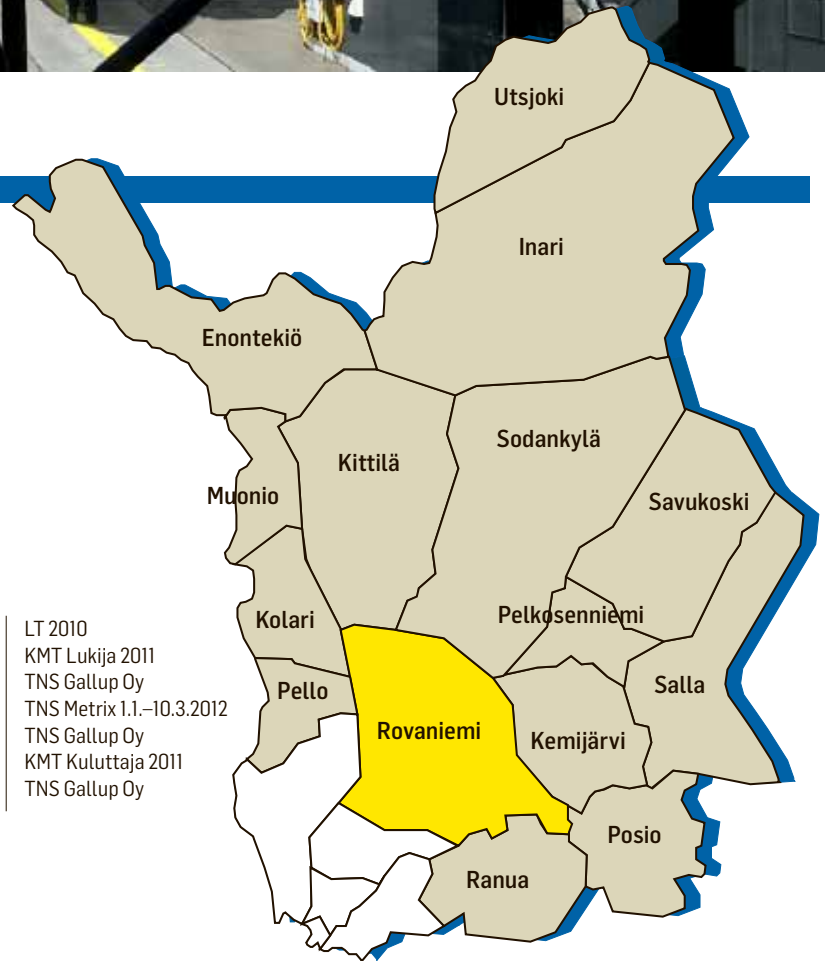 Utsjoki
Inari
Enontekiö
Sodankylä
Kittilä
Muonio
Savukoski
Kolari
Pelkosenniemi
LT 2010
KMT Lukija 2011
TNS Gallup Oy
TNS Metrix 1.1.–10.3.2012
TNS Gallup Oy
KMT Kuluttaja 2011
TNS Gallup Oy
Pello
Salla
Rovaniemi
Kemijärvi
Posio
Ranua